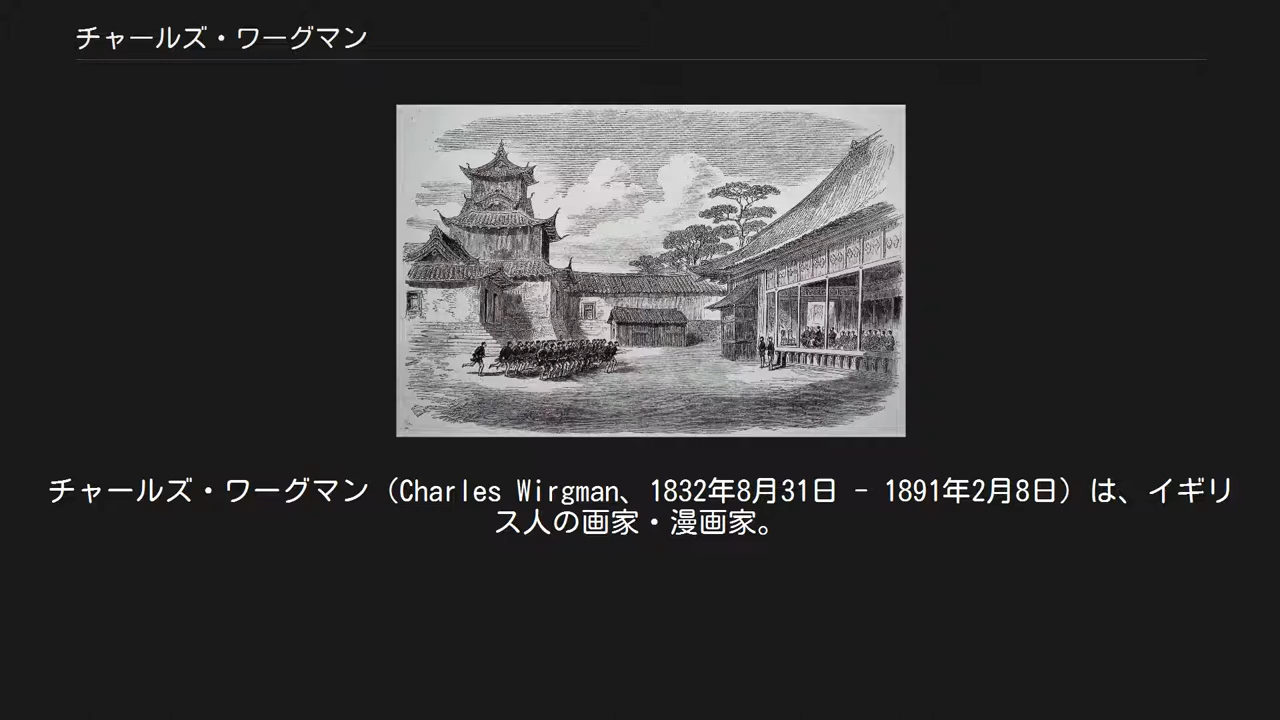 チャールズ・ワーグマン
チャールズ・ワーグマン（Charles Wirgman、1832年8月31日 - 1891年2月8日）は、イギリ
ス人の画家・漫画家。